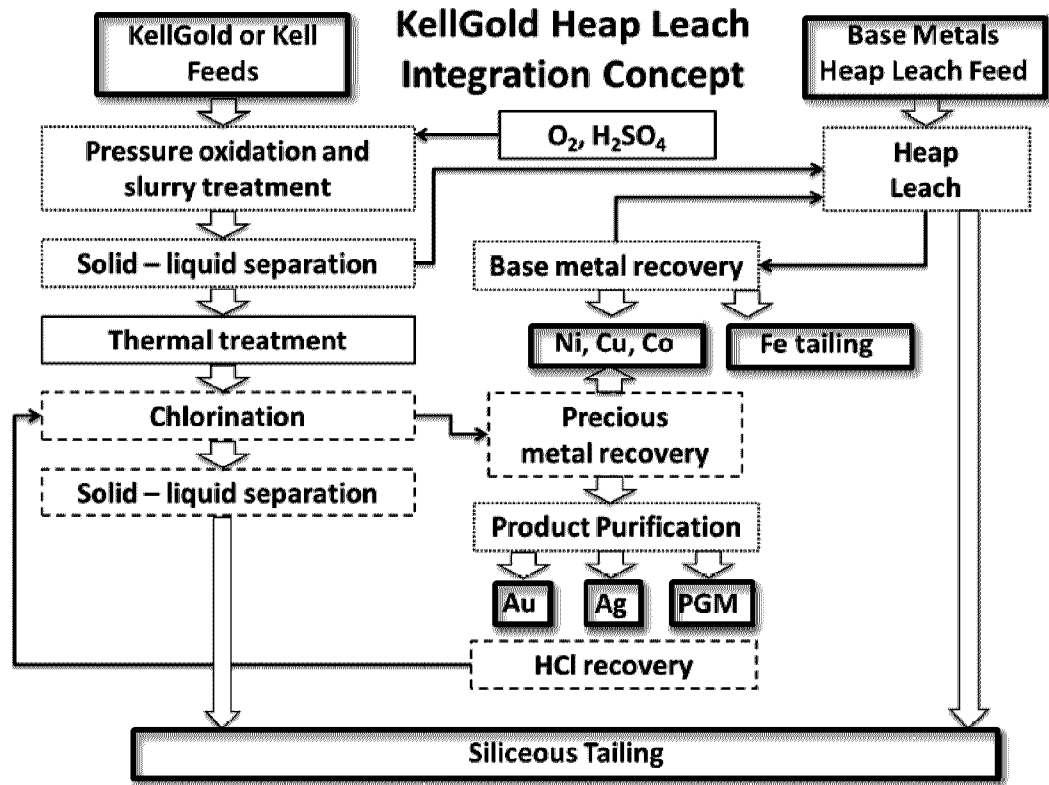 KellGold Heap Leach
Integration Concept
KellGold or Kell
Feeds
Base Metals
Heap Leach Feed
Pressure oxidation and
slurry treatment
O₂, H₂SO₄
Heap
Leach
Solid – liquid separation
Base metal recovery
Thermal treatment
Ni, Cu, Co
Fe tailing
Chlorination
Precious
metal recovery
Solid – liquid separation
Product Purification
Au
Ag
PGM
HCl recovery
Siliceous Tailing